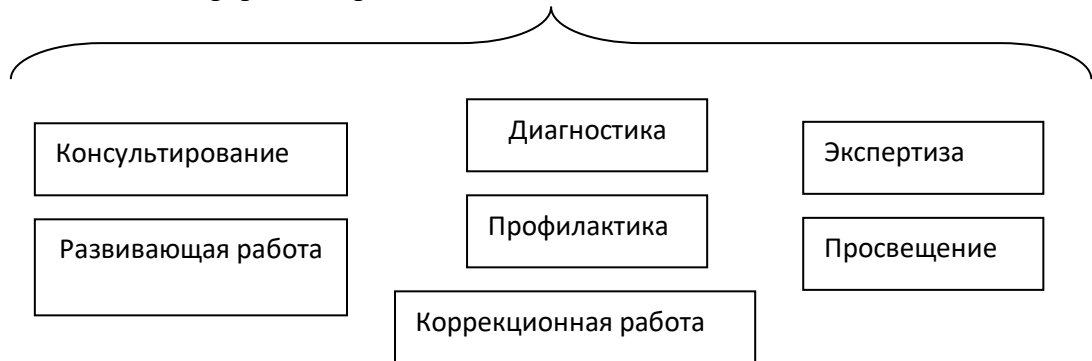 Консультирование
Диагностика
Экспертиза
Развивающая работа
Профилактика
Просвещение
Коррекционная работа